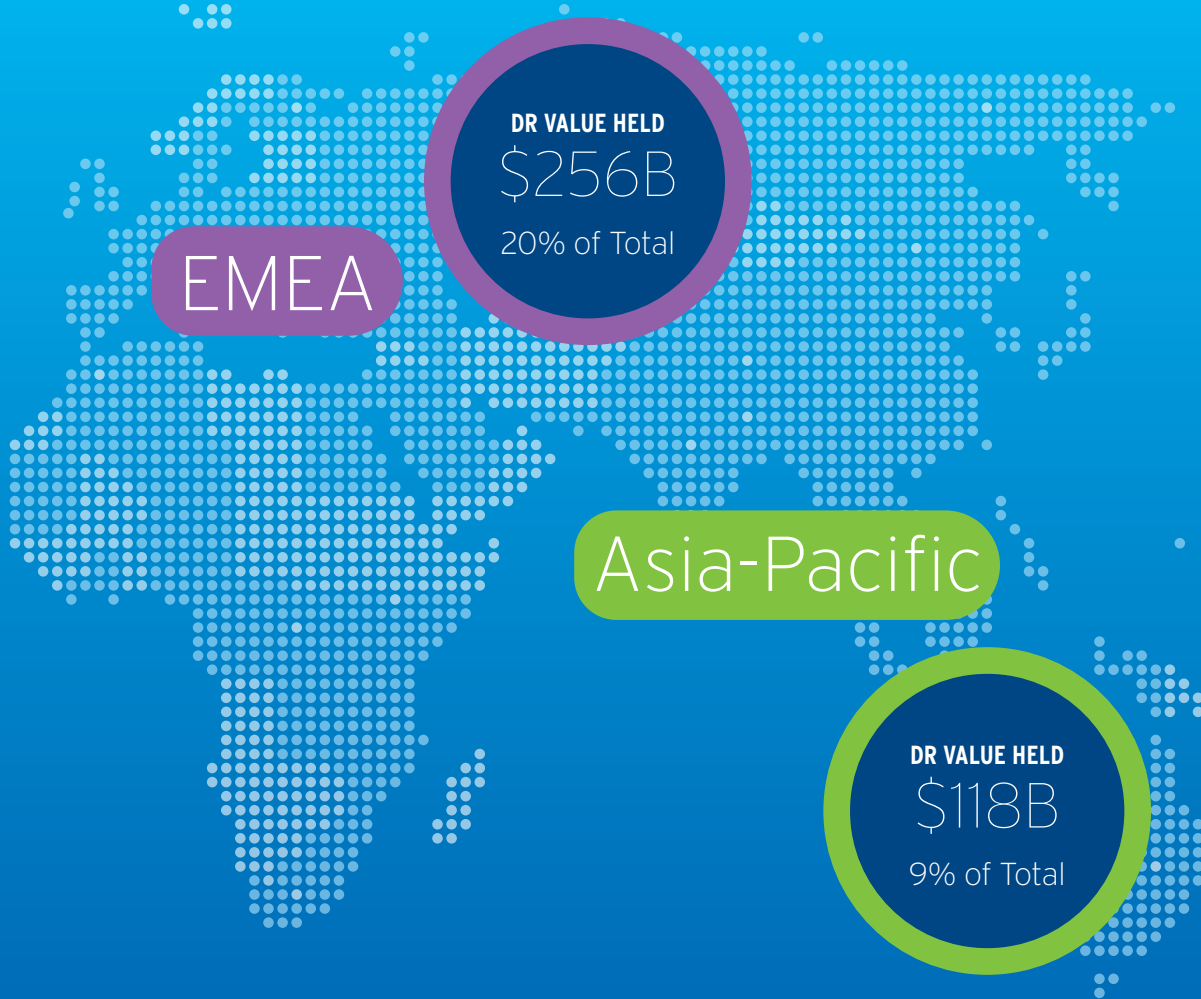 DR VALUE HELD
$256B
20% of Total
EMEA
Asia-Pacific
DR VALUE HELD
$118B
9% of Total